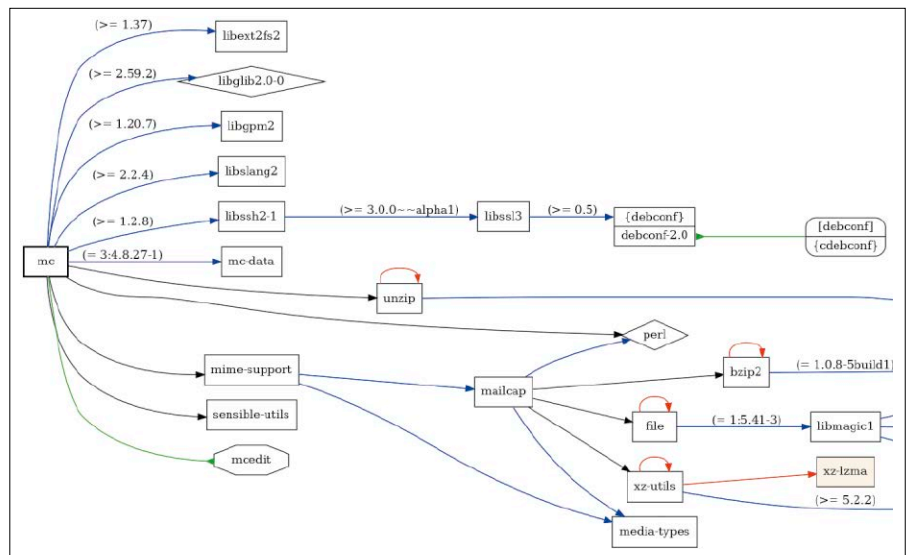 (>= 1.37)
libext2fs2
(>= 2.59.2)
libglib2.0-0
(>= 1.20.7)
libgpm2
(>= 2.2.4)
libslang2
(>= 1.2.8)
libssh2-1
(>= 3.0.0~~alpha1)
libssl3
(>= 0.5)
{debconf}
debconf-2.0
[debconf]
{cdebconf}
mc
(= 3:4.8.27-1)
mc-data
unzip
perl
mime-support
mailcap
bzip2
(= 1.0.8-5build1)
sensible-utils
file
(= 1:5.41-3)
libmagic1
mcedit
xz-utils
xz-lzma
(>= 5.2.2)
media-types